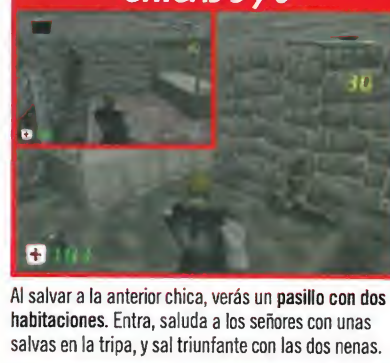 30
101
Al salvar a la anterior chica, verás un pasillo con dos
habitaciones. Entra, saluda a los señores con unas
salvas en la tripa, y sal triunfante con las dos nenas.